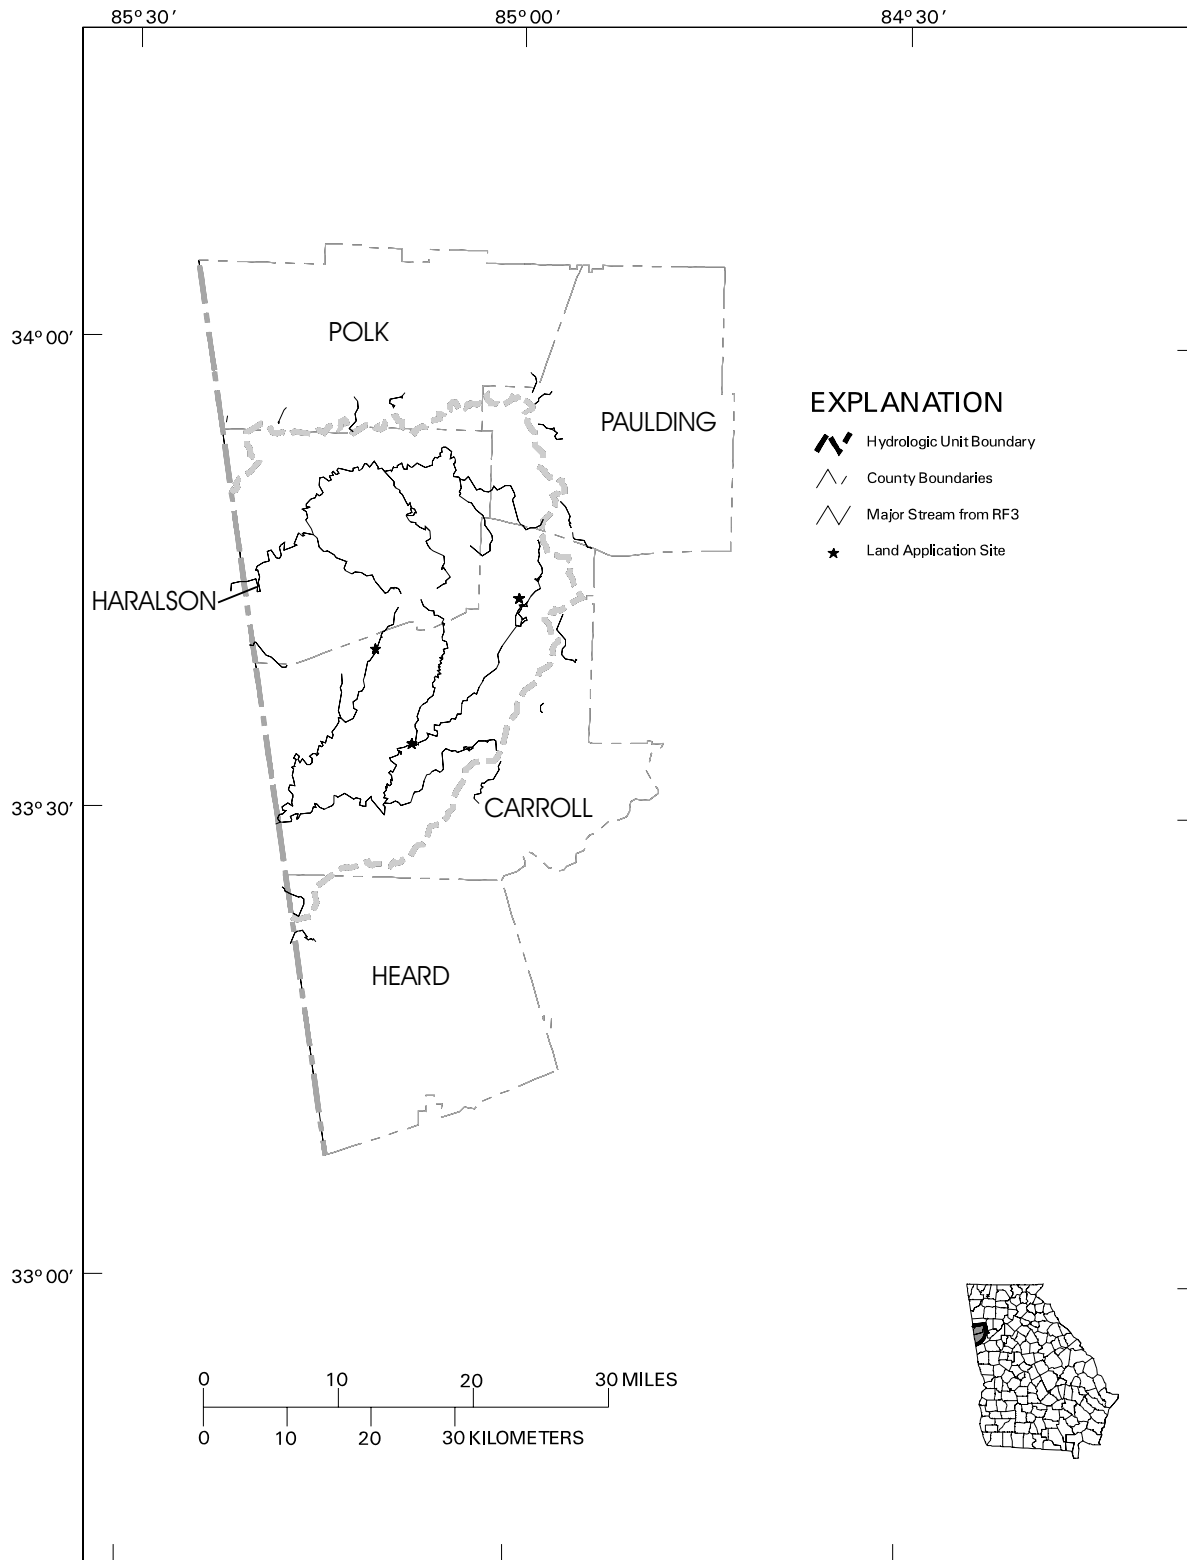 85° 30’
85° 00’
84° 30’
34° 00’
POLK
PAULDING
EXPLANATION
Hydrologic Unit Boundary
County Boundaries
Major Stream from RF3
Land Application Site
HARALSON
33° 30’
CARROLL
HEARD
33° 00’
0 10 20 30 MILES
0 10 20 30 KILOMETERS